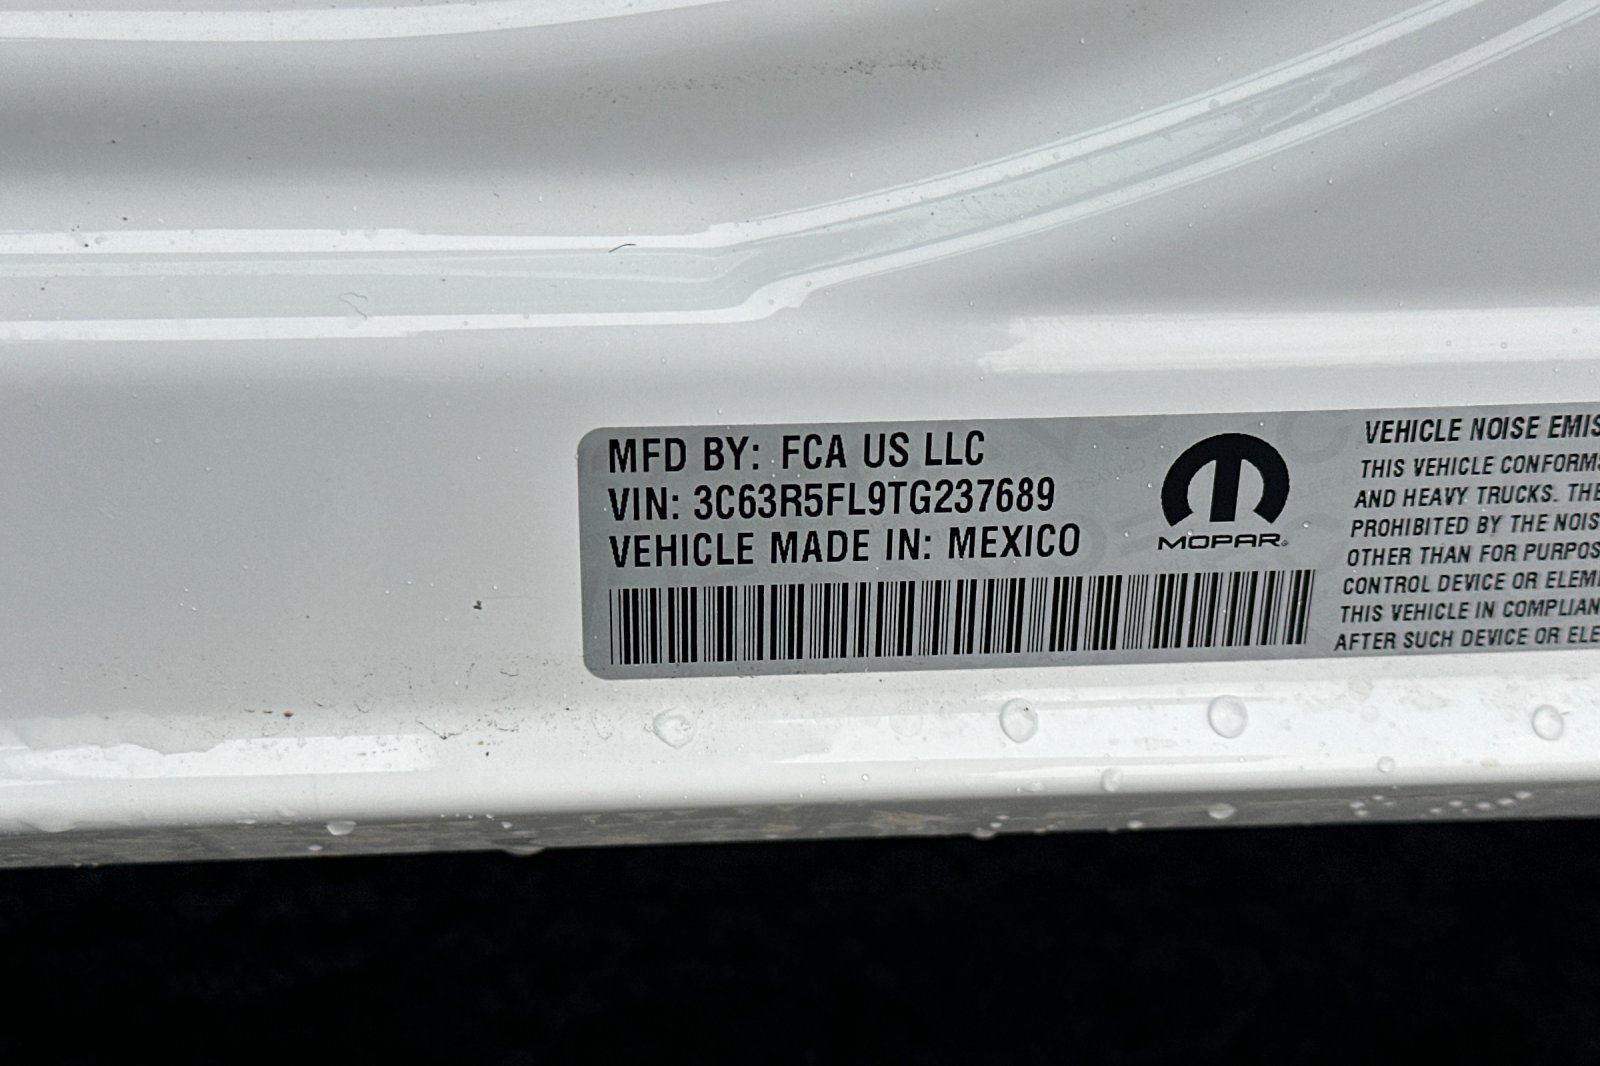 MFD BY: FCA US LLC
VIN: 3C63R5FL9TG237689
VEHICLE MADE IN: MEXICO
MOPAR
VEHICLE NOISE EMIS
THIS VEHICLE CONFORMS
AND HEAVY TRUCKS. THE
PROHIBITED BY THE NOIS
OTHER THAN FOR PURPOS
CONTROL DEVICE OR ELEM
THIS VEHICLE IN COMPLIAN
AFTER SUCH DEVICE OR ELE